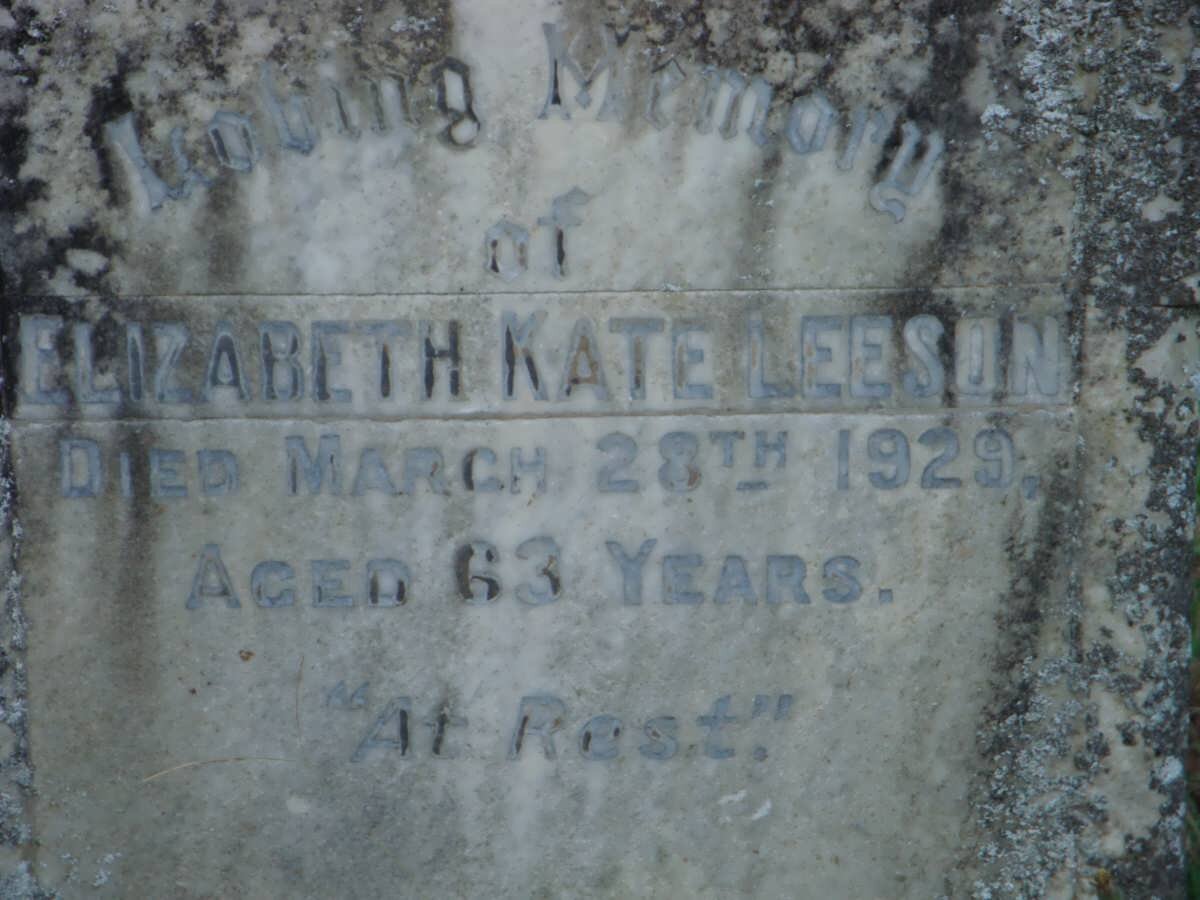 Loving Memory
of
ELIZABETH KATE LEESON
DIED MARCH 28TH 1929,
AGED 63 YEARS.
"At Rest."